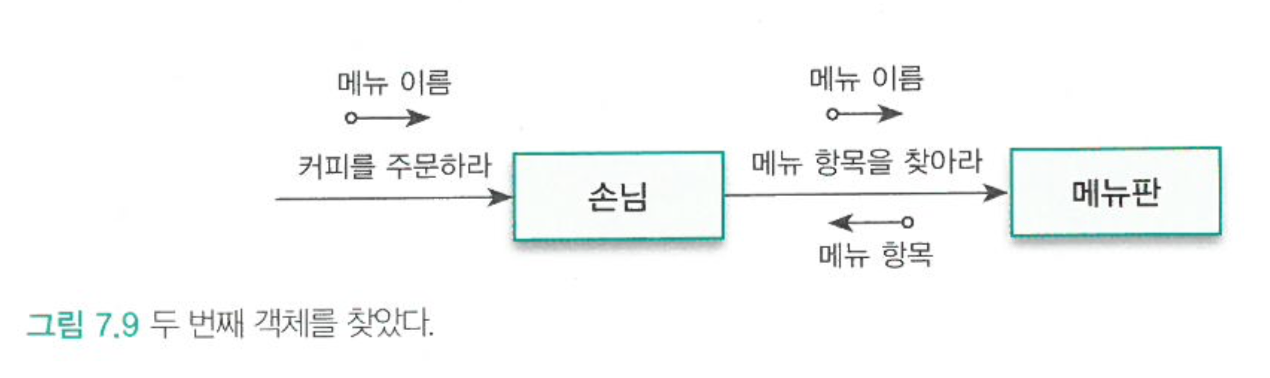 메뉴 이름
메뉴 이름
커피를 주문하라
메뉴 항목을 찾아라
손님
메뉴판
메뉴 항목
그림 7.9 두 번째 객체를 찾았다.